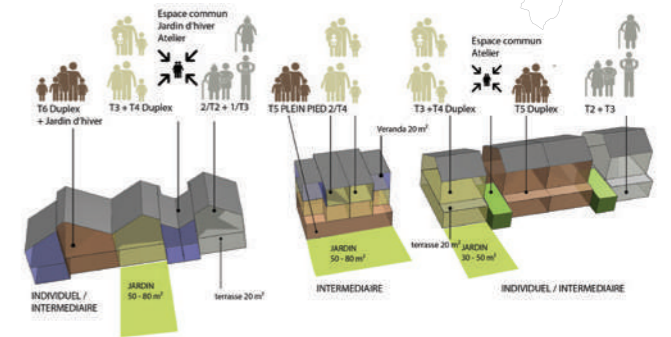 Espace commun
Jardin d'hiver
Atelier
T6 Duplex
+ Jardin d'hiver
T3 + T4 Duplex
2/T2 + 1/T3
JARDIN
50 - 80 m²
terrasse 20 m²
INDIVIDUEL /
INTERMEDIAIRE
T5 PLEIN PIED
2/T4
Veranda 20 m²
JARDIN
50 - 80 m²
INTERMEDIAIRE
Espace commun
Atelier
T3 +T4 Duplex
T5 Duplex
T2 + T3
terrasse 20 m²
JARDIN
30 - 50 m²
INDIVIDUEL / INTERMEDIAIRE